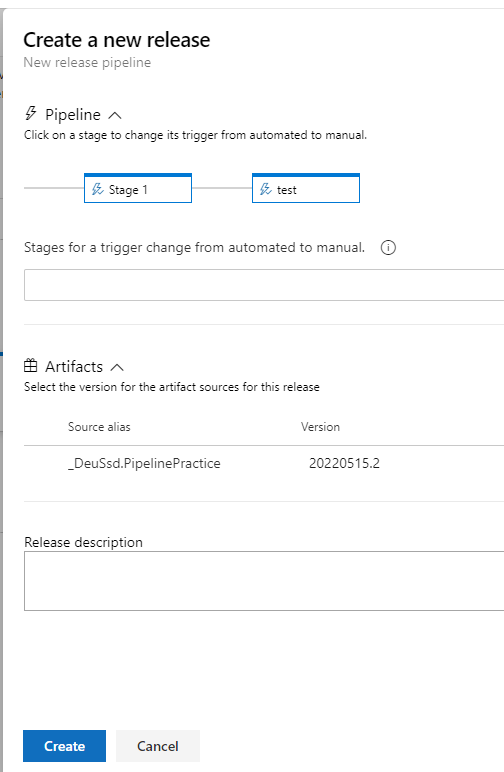 Create a new release
New release pipeline
Pipeline
Click on a stage to change its trigger from automated to manual.
Stage 1
test
Stages for a trigger change from automated to manual.
Artifacts
Select the version for the artifact sources for this release
Source alias Version
_DeuSsd.PipelinePractice 20220515.2
Release description
Create Cancel